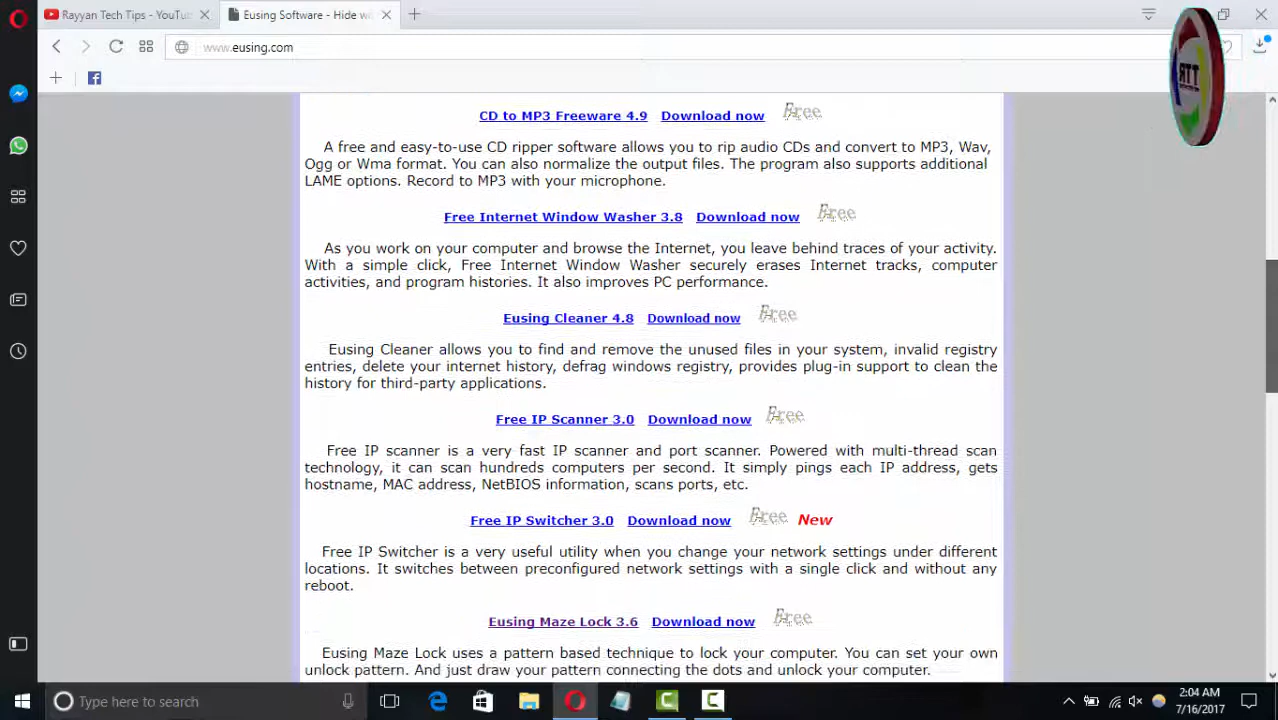 Rayyan Tech Tips - YouTu
Eusing Software - Hide w
www.eusing.com
RTT
CD to MP3 Freeware 4.9 Download now Free
A free and easy-to-use CD ripper software allows you to rip audio CDs and convert to MP3, Wav,
Ogg or Wma format. You can also normalize the output files. The program also supports additional
LAME options. Record to MP3 with your microphone.
Free Internet Window Washer 3.8 Download now Free
As you work on your computer and browse the Internet, you leave behind traces of your activity.
With a simple click, Free Internet Window Washer securely erases Internet tracks, computer
activities, and program histories. It also improves PC performance.
Eusing Cleaner 4.8 Download now Free
Eusing Cleaner allows you to find and remove the unused files in your system, invalid registry
entries, delete your internet history, defrag windows registry, provides plug-in support to clean the
history for third-party applications.
Free IP Scanner 3.0 Download now Free
Free IP scanner is a very fast IP scanner and port scanner. Powered with multi-thread scan
technology, it can scan hundreds computers per second. It simply pings each IP address, gets
hostname, MAC address, NetBIOS information, scans ports, etc.
Free IP Switcher 3.0 Download now Free New
Free IP Switcher is a very useful utility when you change your network settings under different
locations. It switches between preconfigured network settings with a single click and without any
reboot.
Eusing Maze Lock 3.6 Download now Free
Eusing Maze Lock uses a pattern based technique to lock your computer. You can set your own
unlock pattern. And just draw your pattern connecting the dots and unlock your computer.
Type here to search
2:04 AM
7/16/2017